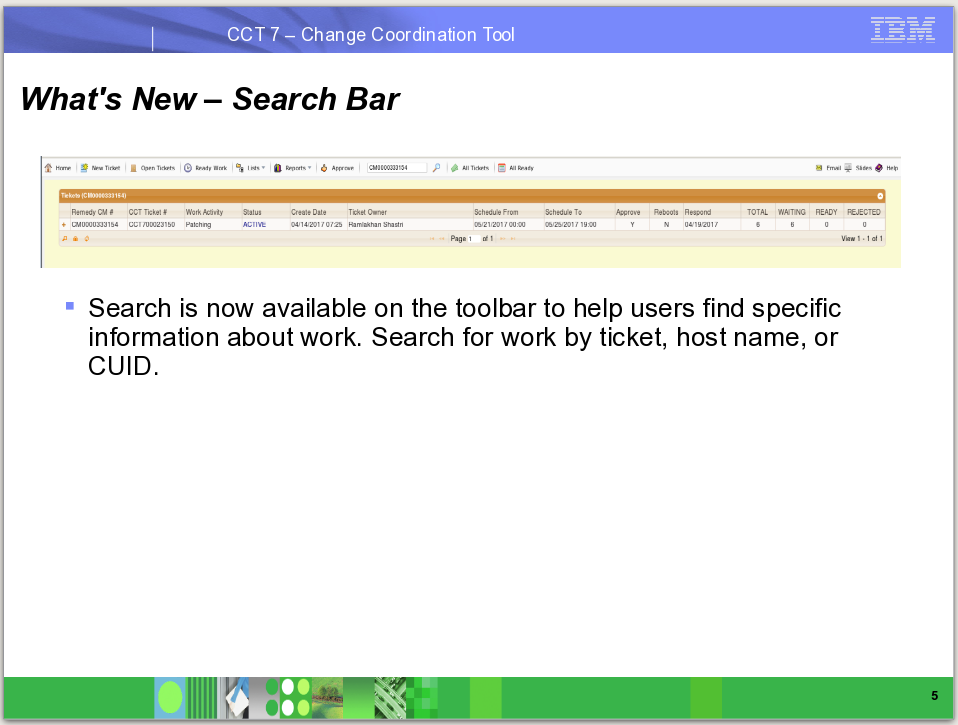 CCT 7 – Change Coordination Tool
IBM
What's New – Search Bar
Home New Ticket Open Tickets Ready Work Lists Reports Approve CM0000333154 All Tickets All Ready Email Slides Help
Tickets (CM0000333154)
Remedy CM # CCT Ticket # Work Activity Status Create Date Ticket Owner Schedule From Schedule To Approve Reboots Respond TOTAL WAITING READY REJECTED
CM0000333154 CCT700023150 Patching ACTIVE 04/14/2017 07:25 Ramlakhan Shastri 05/21/2017 00:00 05/25/2017 19:00 Y N 04/19/2017 6 6 0 0
Page 1 of 1 View 1 - 1 of 1
Search is now available on the toolbar to help users find specific
information about work. Search for work by ticket, host name, or
CUID.
5